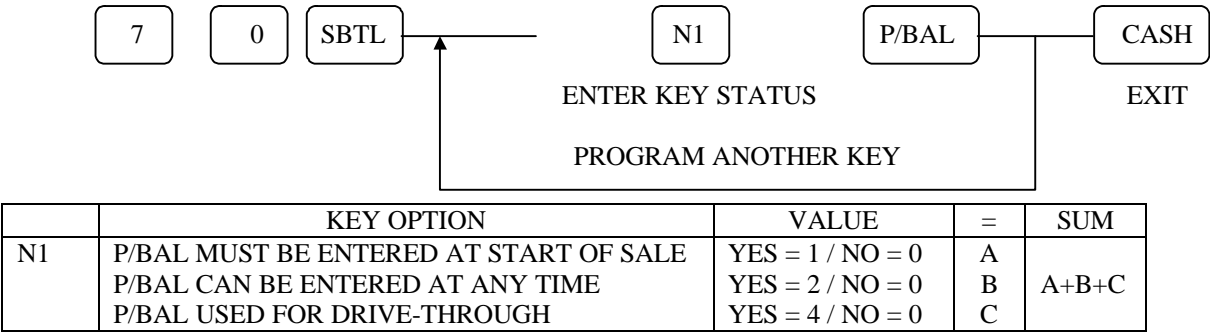 7 0 SBTL N1 P/BAL CASH
ENTER KEY STATUS EXIT
PROGRAM ANOTHER KEY
KEY OPTION VALUE = SUM
N1 P/BAL MUST BE ENTERED AT START OF SALE YES = 1 / NO = 0 A
P/BAL CAN BE ENTERED AT ANY TIME YES = 2 / NO = 0 B A+B+C
P/BAL USED FOR DRIVE-THROUGH YES = 4 / NO = 0 C